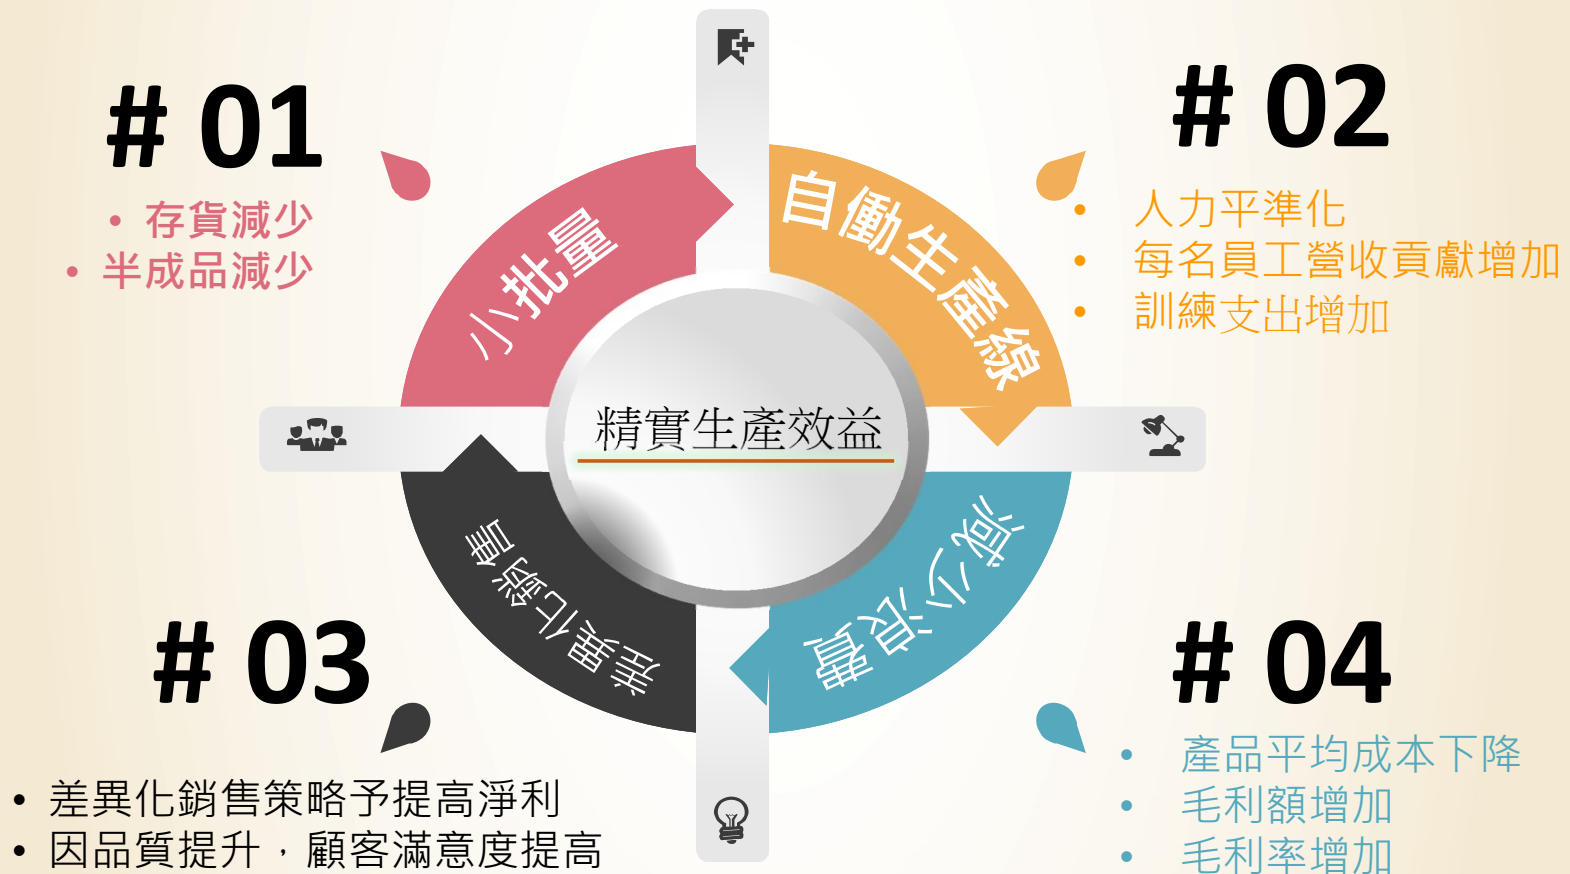 # 01
• 存貨減少
• 半成品減少
# 02
• 人力平準化
• 每名員工營收貢獻增加
• 訓練支出增加
小批量
自働生產線
精實生產效益
差異化銷售
減少浪費
# 03
• 差異化銷售策略予提高淨利
• 因品質提升，顧客滿意度提高
# 04
• 產品平均成本下降
• 毛利額增加
• 毛利率增加